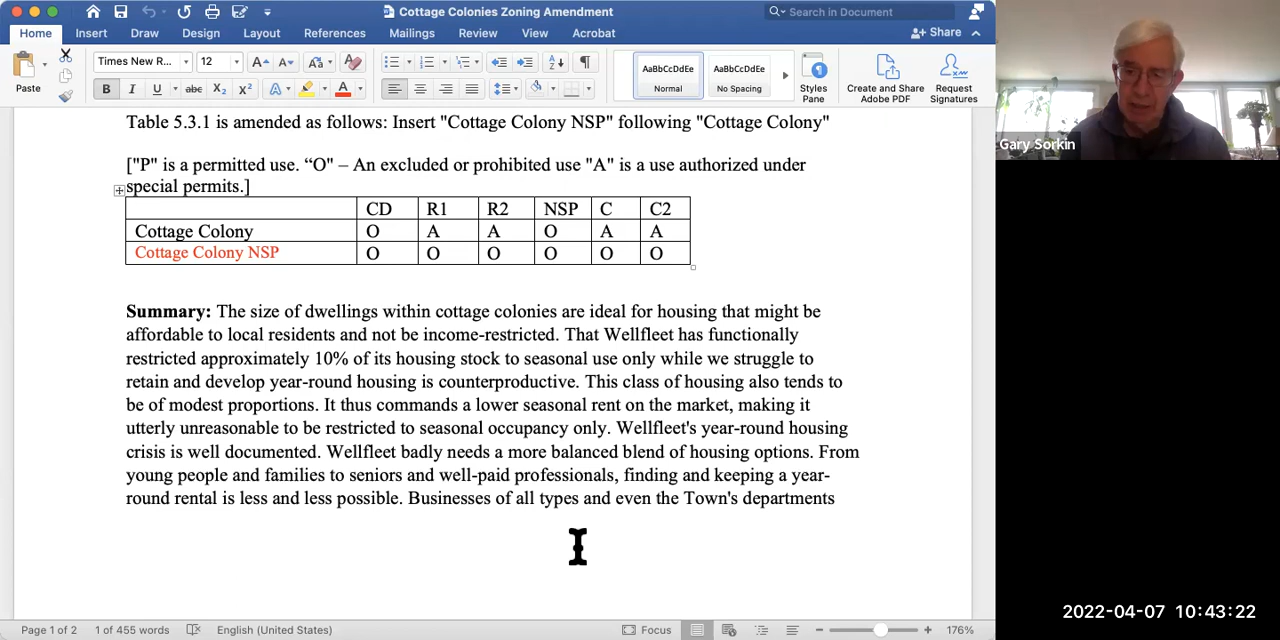 Cottage Colonies Zoning Amendment
Search in Document
Home Insert Draw Design Layout References Mailings Review View Acrobat Share
Paste
Times New R... 12
AaBbCcDdEe AaBbCcDdEe
Normal No Spacing
Styles Pane
Create and Share Adobe PDF
Request Signatures
Table 5.3.1 is amended as follows: Insert "Cottage Colony NSP" following "Cottage Colony"
["P" is a permitted use. “O" – An excluded or prohibited use "A" is a use authorized under
special permits.]
CD R1 R2 NSP C C2
Cottage Colony O A A O A A
Cottage Colony NSP O O O O O O
Summary: The size of dwellings within cottage colonies are ideal for housing that might be
affordable to local residents and not be income-restricted. That Wellfleet has functionally
restricted approximately 10% of its housing stock to seasonal use only while we struggle to
retain and develop year-round housing is counterproductive. This class of housing also tends to
be of modest proportions. It thus commands a lower seasonal rent on the market, making it
utterly unreasonable to be restricted to seasonal occupancy only. Wellfleet's year-round housing
crisis is well documented. Wellfleet badly needs a more balanced blend of housing options. From
young people and families to seniors and well-paid professionals, finding and keeping a year-
round rental is less and less possible. Businesses of all types and even the Town's departments
Page 1 of 2 1 of 455 words English (United States) Focus 176%
Gary Sorkin
2022-04-07 10:43:22